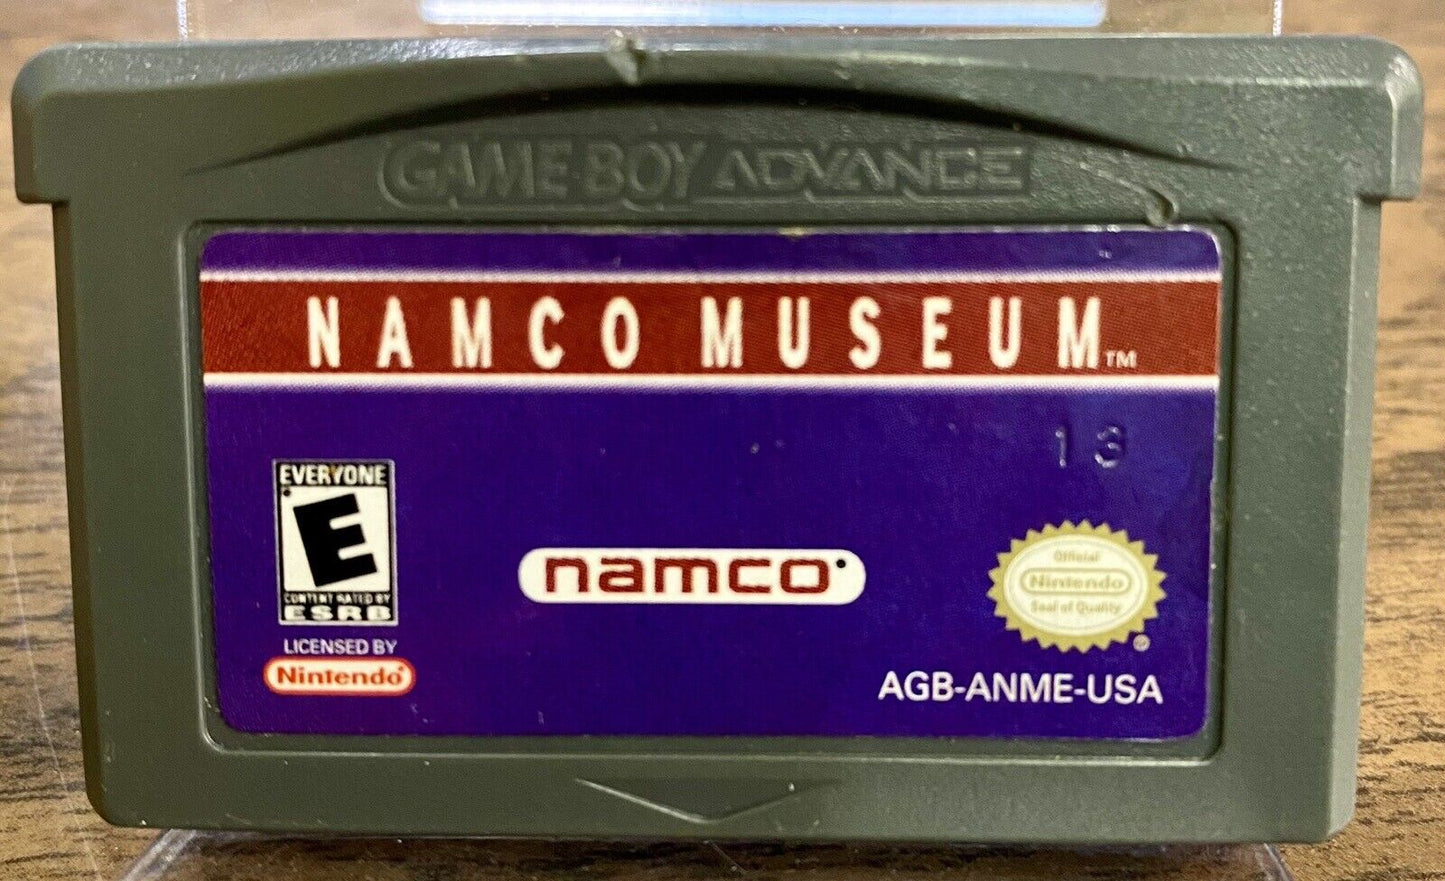 GAME BOY ADVANCE
NAMCO MUSEUM™
13
EVERYONE
E
CONTENT RATED BY
ESRB
LICENSED BY
Nintendo®
namco
Official
Nintendo
Seal of Quality
®
AGB-ANME-USA